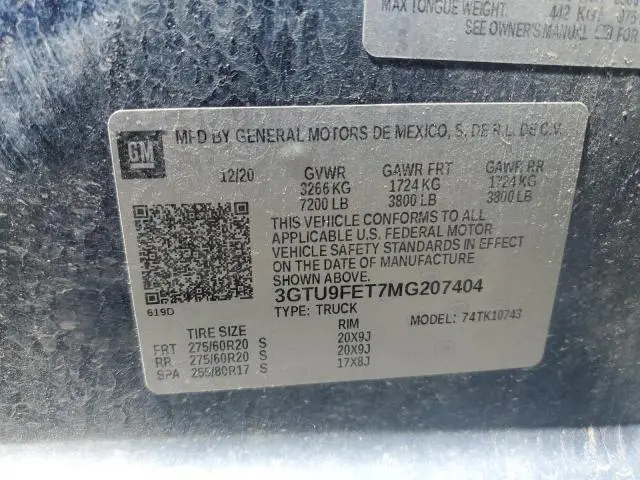 MAX TONGUE WEIGHT.
SEE OWNER'S MANUAL FOR
GM
MFD BY GENERAL MOTORS DE MEXICO, S. DE R.L. DE C.V.
12/20 GVWR GAWR FRT GAWR RR
3266 KG 1724 KG 1724 KG
7200 LB 3800 LB 3800 LB
THIS VEHICLE CONFORMS TO ALL
APPLICABLE U.S. FEDERAL MOTOR
VEHICLE SAFETY STANDARDS IN EFFECT
ON THE DATE OF MANUFACTURE
SHOWN ABOVE.
3GTU9FET7MG207404
TYPE: TRUCK MODEL: 74TK10743
619D
TIRE SIZE RIM
FRT 275/60R20 S 20X9J
RR 275/60R20 S 20X9J
SPA 255/80R17 S 17X8J